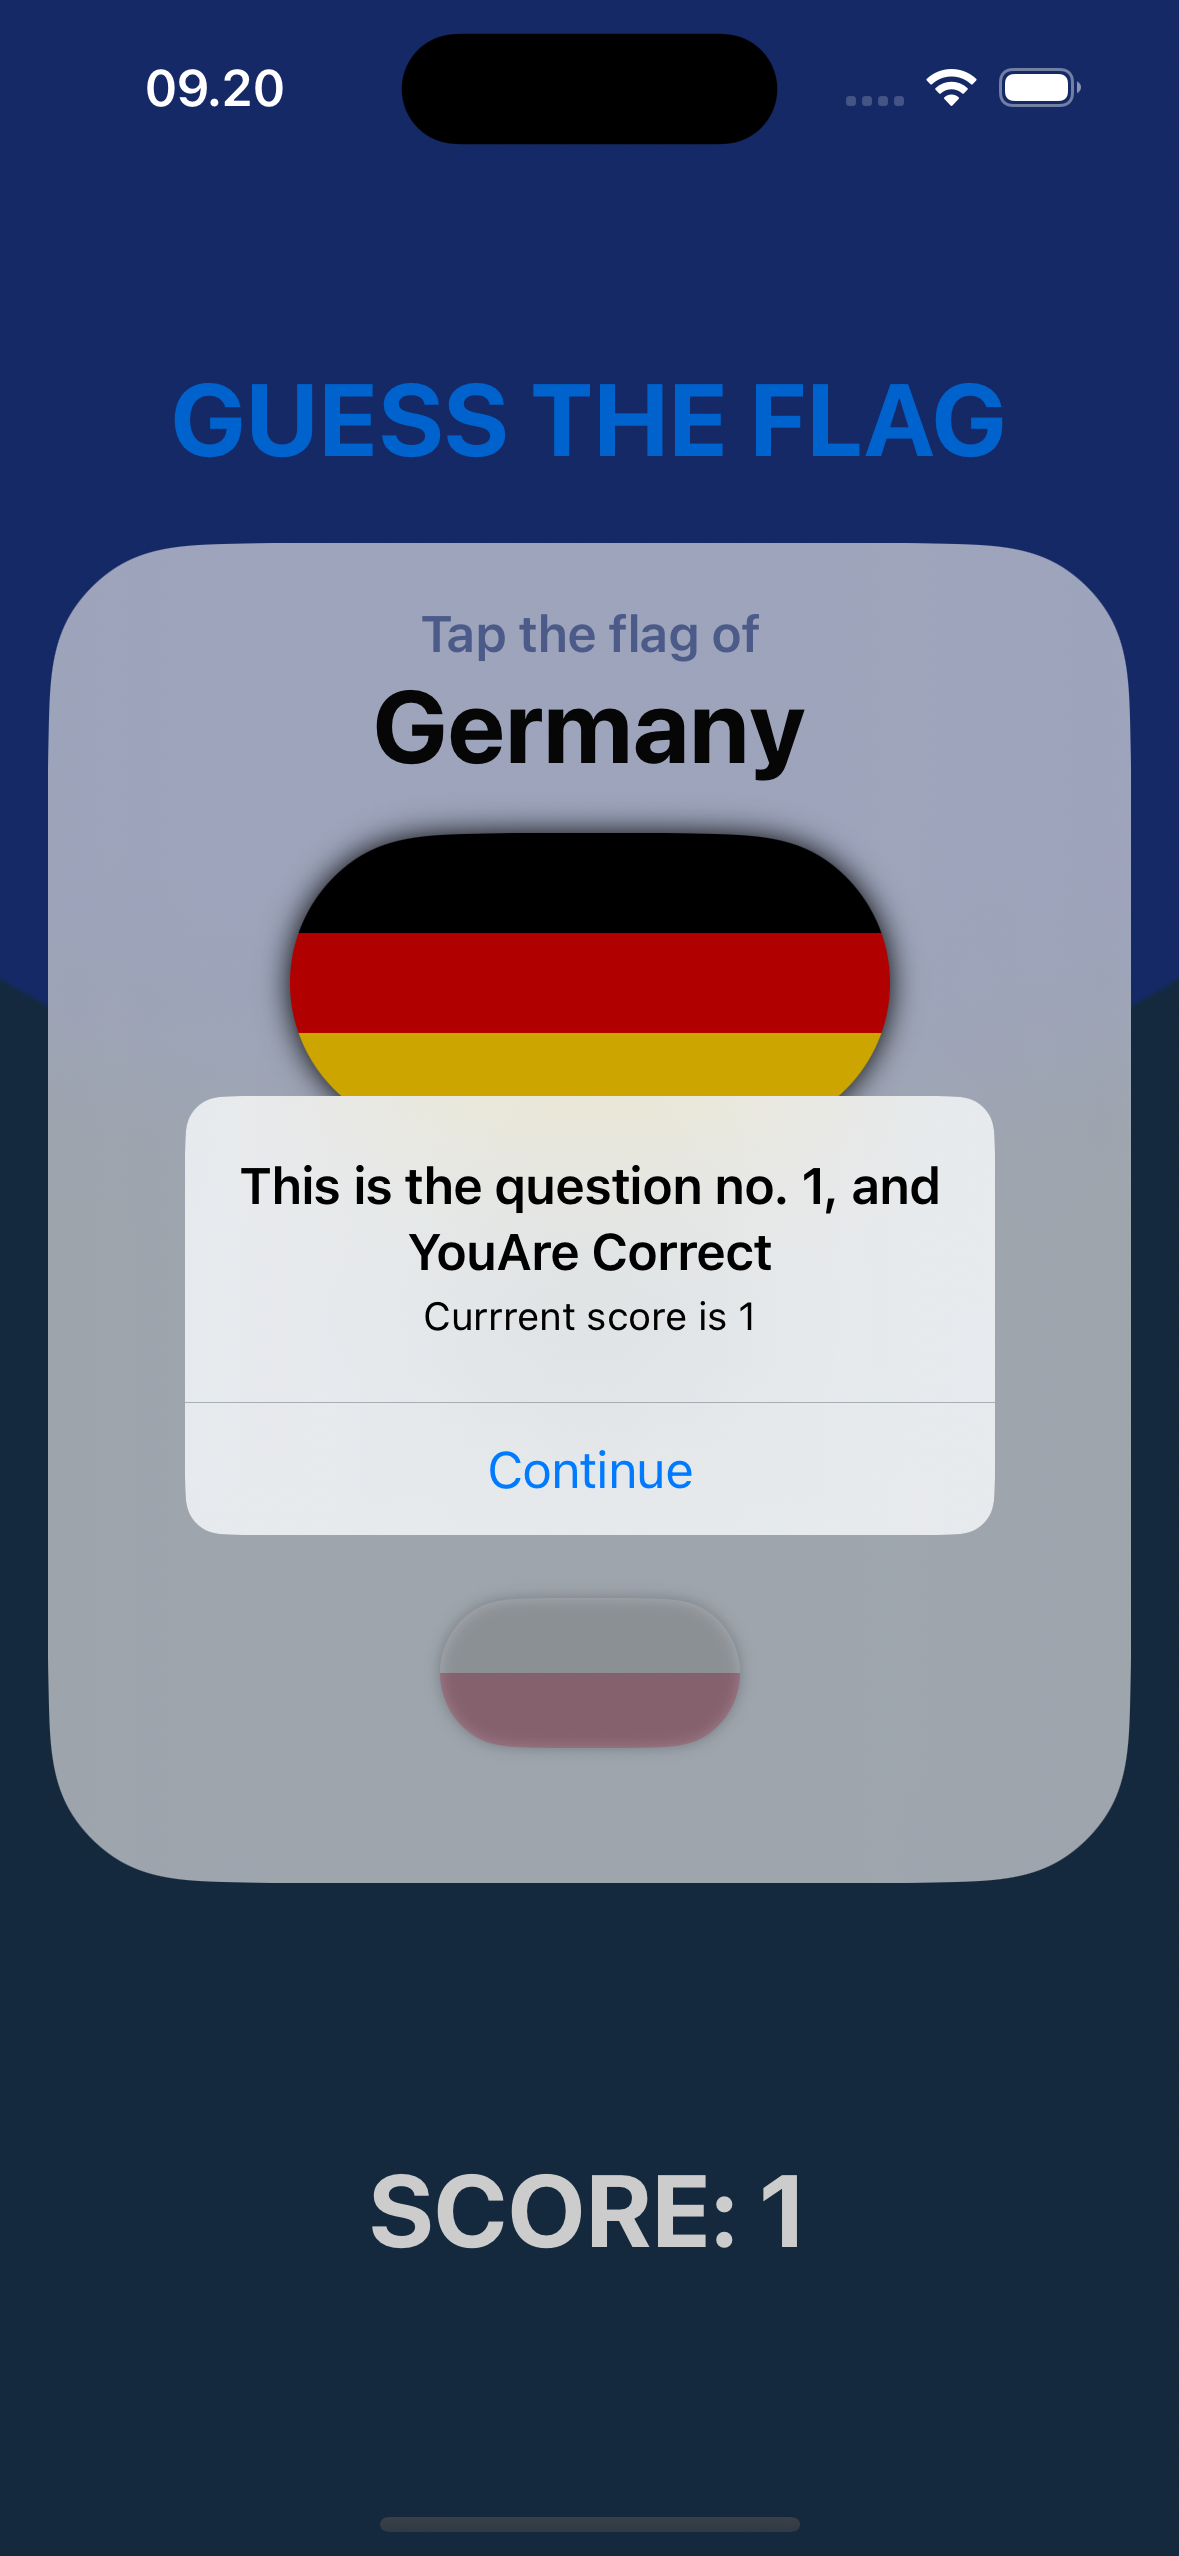 09.20
GUESS THE FLAG
Tap the flag of
Germany
This is the question no. 1, and
YouAre Correct
Currrent score is 1
Continue
SCORE: 1